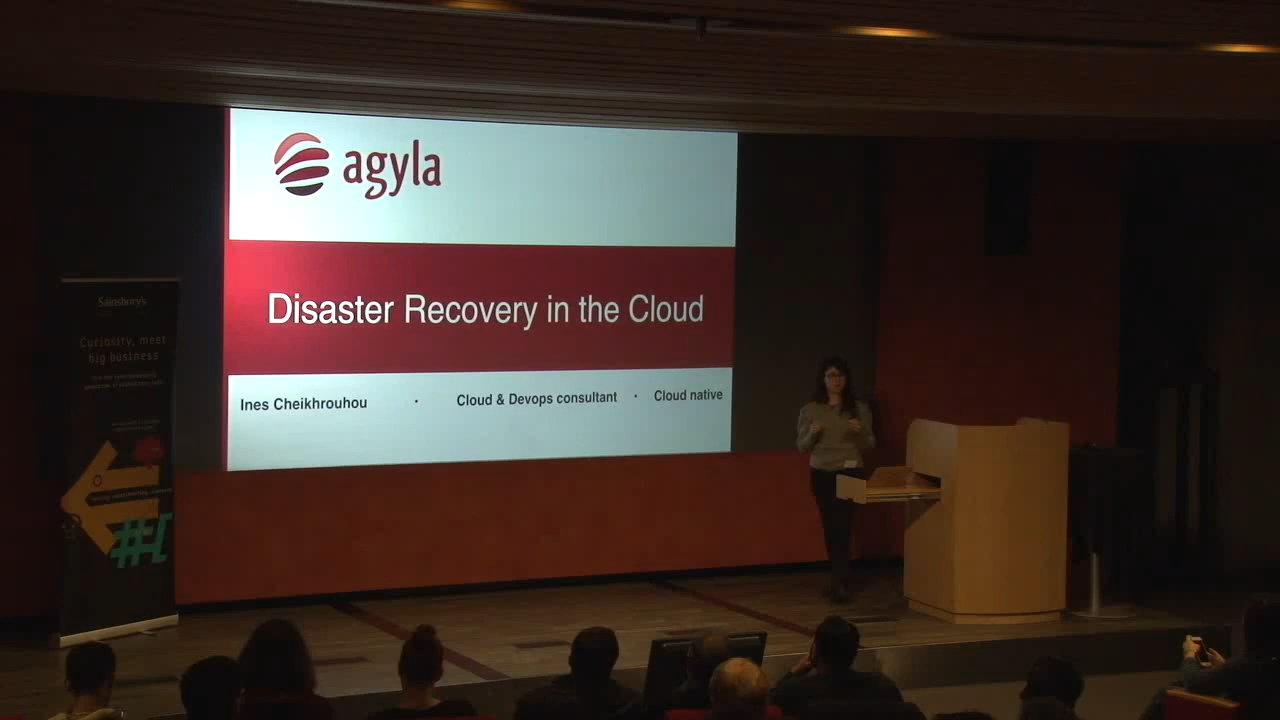 agyla
Disaster Recovery in the Cloud
Ines Cheikhrouhou · Cloud & Devops consultant · Cloud native
Sainsbury's
Curiosity, meet
big business